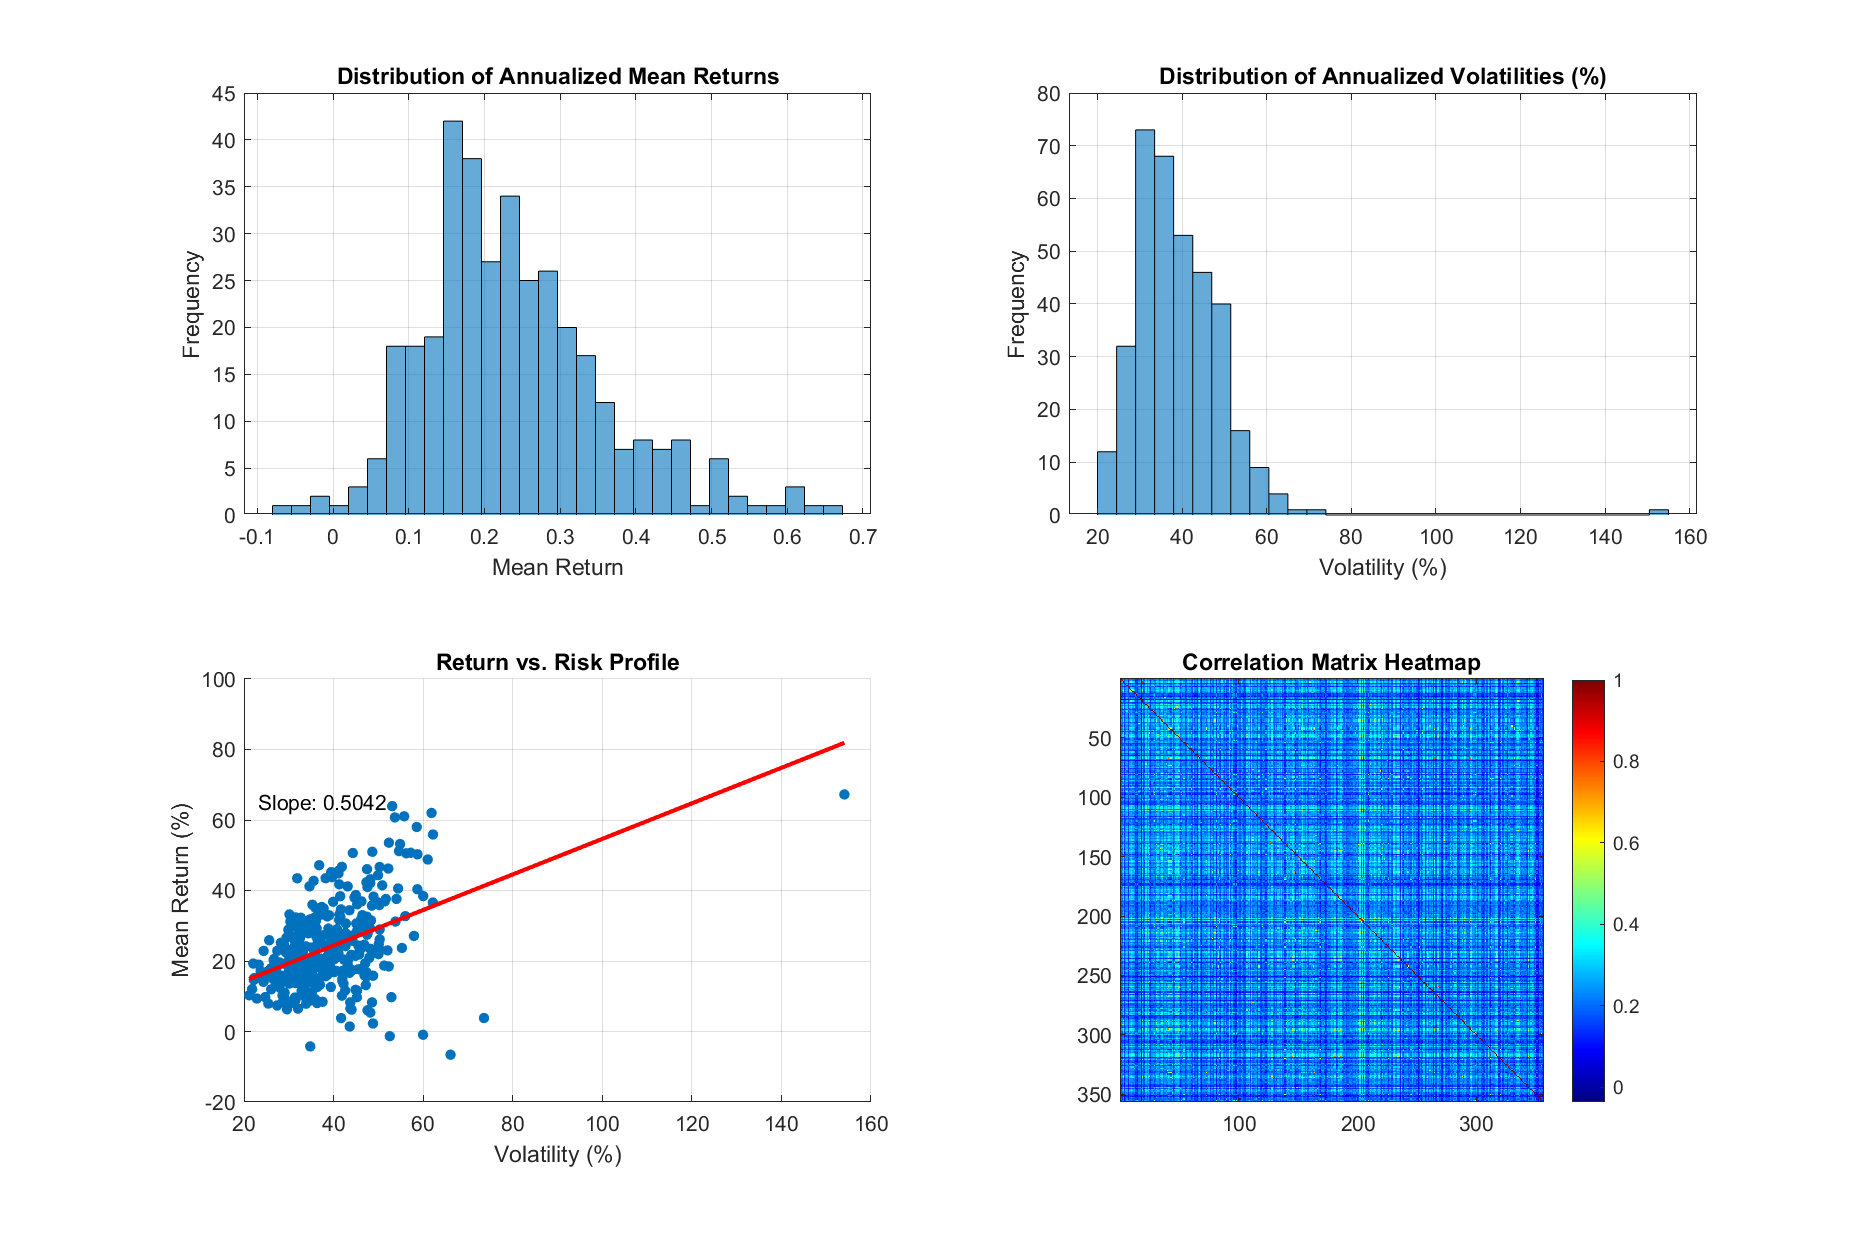 Distribution of Annualized Mean Returns
45
40
35
30
25
20
15
10
5
0
Frequency
-0.1 0 0.1 0.2 0.3 0.4 0.5 0.6 0.7
Mean Return
Distribution of Annualized Volatilities (%)
80
70
60
50
40
30
20
10
0
Frequency
20 40 60 80 100 120 140 160
Volatility (%)
Return vs. Risk Profile
100
80
60
40
20
0
-20
Mean Return (%)
Slope: 0.5042
20 40 60 80 100 120 140 160
Volatility (%)
Correlation Matrix Heatmap
50
100
150
200
250
300
350
100 200 300
1
0.8
0.6
0.4
0.2
0